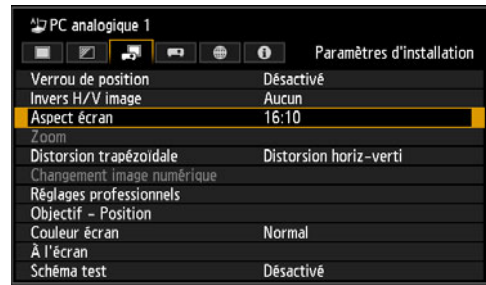 PC analogique 1
Paramètres d'installation
Verrou de position Désactivé
Invers H/V image Aucun
Aspect écran 16:10
Zoom
Distorsion trapézoïdale Distorsion horiz-verti
Changement image numérique
Réglages professionnels
Objectif - Position
Couleur écran Normal
À l'écran
Schéma test Désactivé